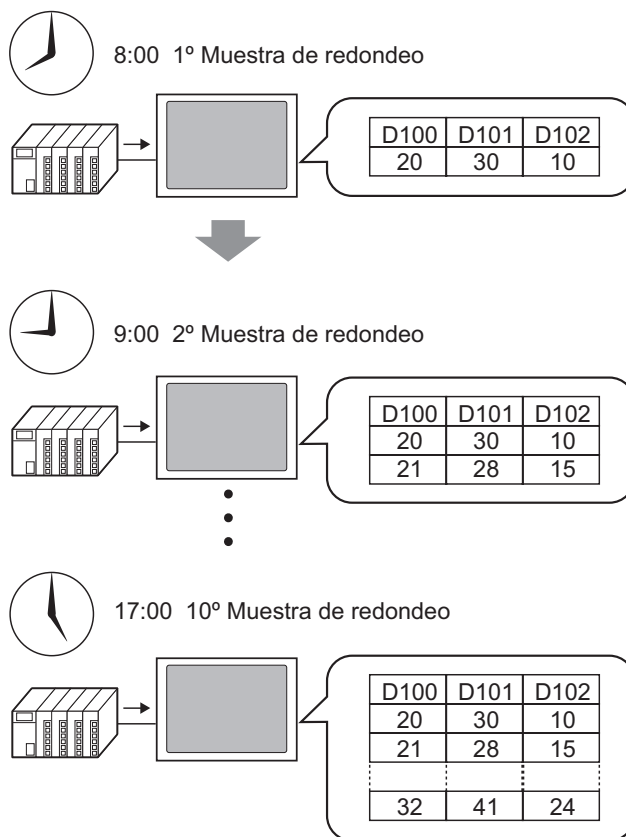 8:00 1º Muestra de redondeo
D100 D101 D102
20 30 10
9:00 2º Muestra de redondeo
D100 D101 D102
20 30 10
21 28 15
17:00 10º Muestra de redondeo
D100 D101 D102
20 30 10
21 28 15
32 41 24